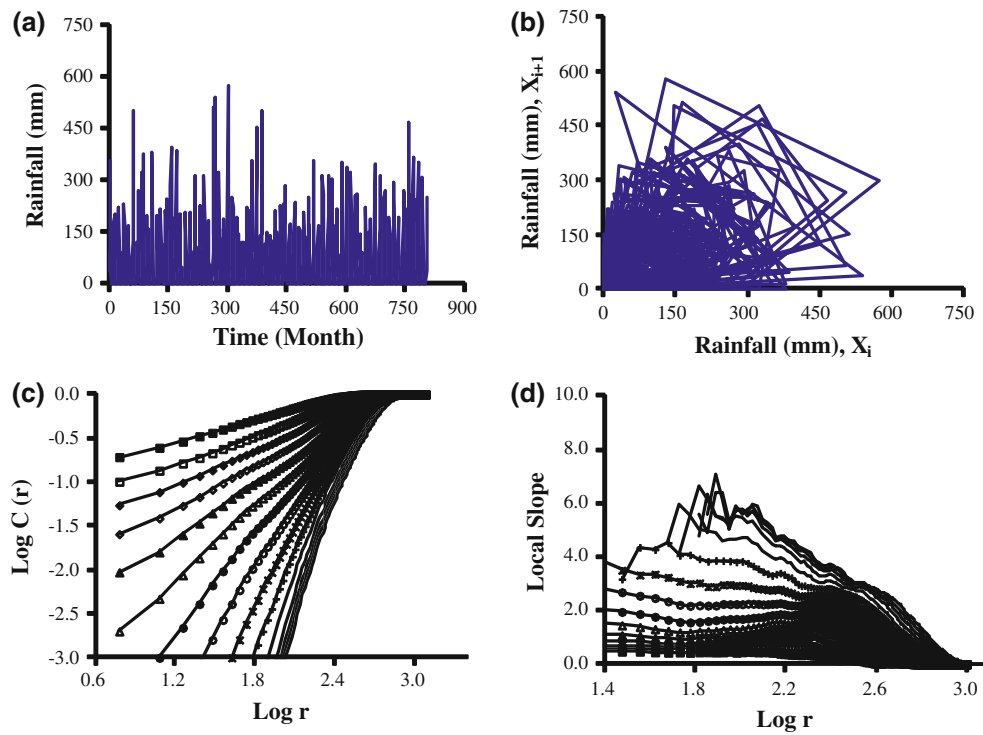 (a)
750
600
450
300
150
0
Rainfall (mm)
0 150 300 450 600 750 900
Time (Month)
(b)
750
600
450
300
150
0
Rainfall (mm), X_{i+1}
0 150 300 450 600 750
Rainfall (mm), X_i
(c)
0.0
-0.5
-1.0
-1.5
-2.0
-2.5
-3.0
Log C (r)
0.6 1.2 1.8 2.4 3.0
Log r
(d)
10.0
8.0
6.0
4.0
2.0
0.0
Local Slope
1.4 1.8 2.2 2.6 3.0
Log r